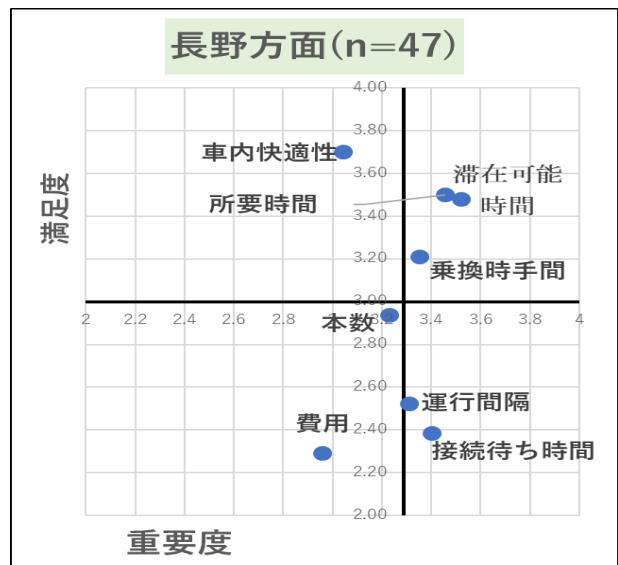 長野方面(n=47)
4.00
3.80
3.60
3.40
3.20
3.00
2.80
2.60
2.40
2.20
2.00
満足度
車内快適性
滞在可能
時間
所要時間
乗換時手間
2 2.2 2.4 2.6 2.8 3 3.2 3.4 3.6 3.8 4
本数
運行間隔
費用
接続待ち時間
重要度